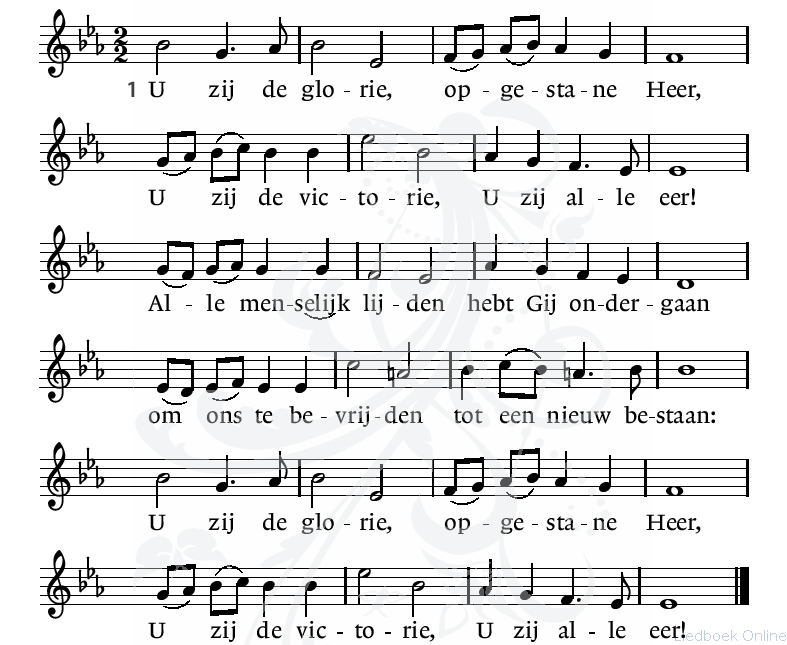 1 U zij de glo - rie, op - ge - sta - ne Heer,
U zij de vic - to - rie, U zij al - le eer!
Al - le men - selijk lij - den hebt Gij on - der - gaan
om ons te be - vrij - den tot een nieuw be - staan:
U zij de glo - rie, op - ge - sta - ne Heer,
U zij de vic - to - rie, U zij al - le eer!
Liedboek Online